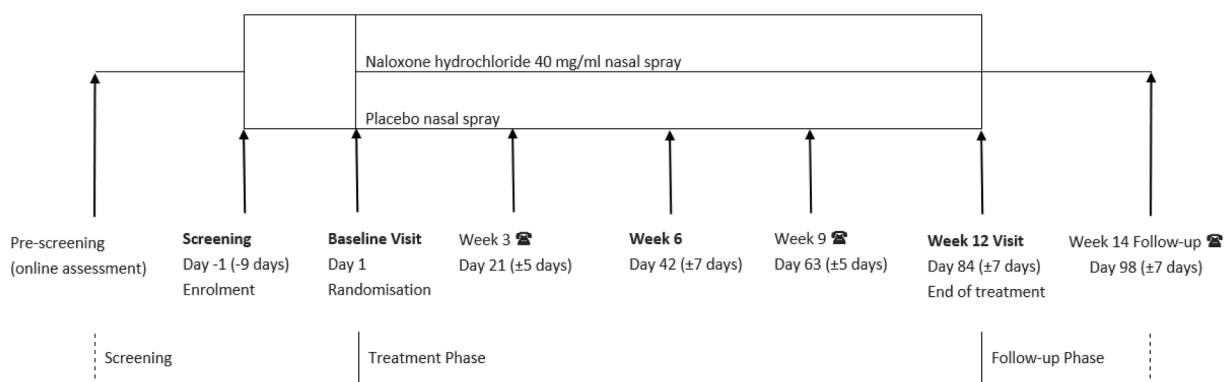 Naloxone hydrochloride 40 mg/ml nasal spray
Placebo nasal spray
Pre-screening
(online assessment)
Screening
Day -1 (-9 days)
Enrolment
Baseline Visit
Day 1
Randomisation
Week 3 ☎
Day 21 (±5 days)
Week 6
Day 42 (±7 days)
Week 9 ☎
Day 63 (±5 days)
Week 12 Visit
Day 84 (±7 days)
End of treatment
Week 14 Follow-up ☎
Day 98 (±7 days)
Screening
Treatment Phase
Follow-up Phase